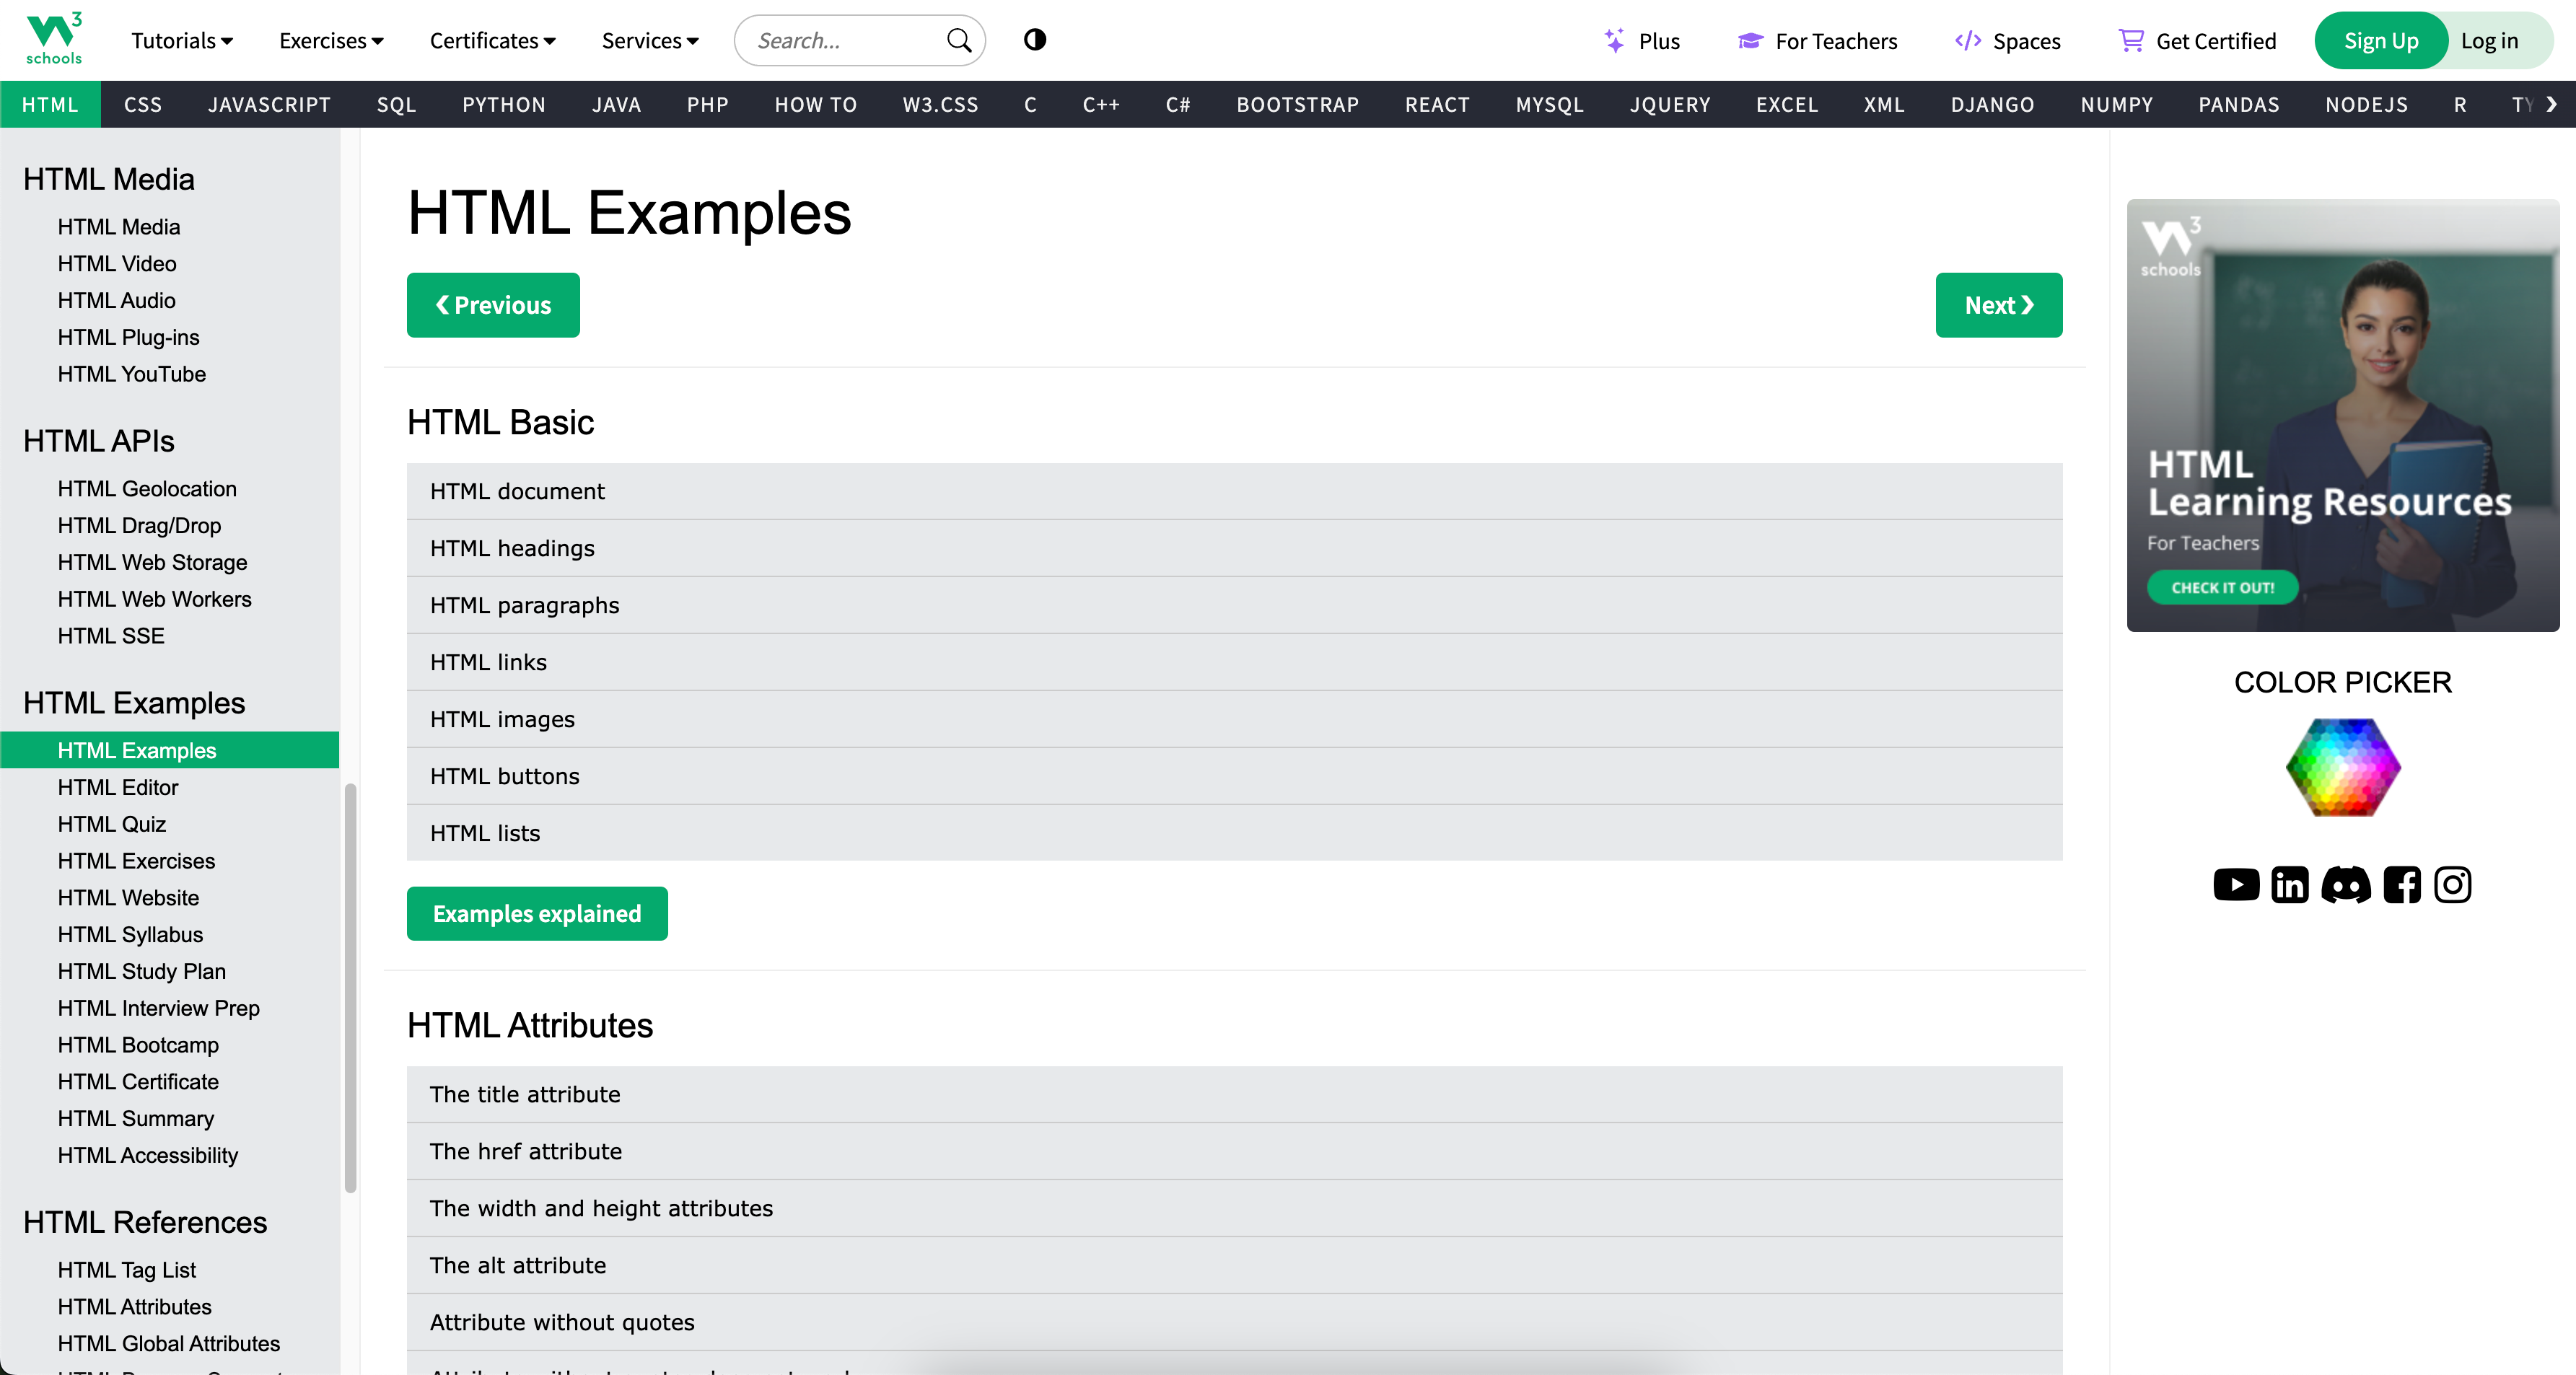 W3
schools
Tutorials
Exercises
Certificates
Services
Search...
Plus
For Teachers
Spaces
Get Certified
Sign Up
Log in
HTML
CSS
JAVASCRIPT
SQL
PYTHON
JAVA
PHP
HOW TO
W3.CSS
C
C++
C#
BOOTSTRAP
REACT
MYSQL
JQUERY
EXCEL
XML
DJANGO
NUMPY
PANDAS
NODEJS
R
TY
HTML Media
HTML Media
HTML Video
HTML Audio
HTML Plug-ins
HTML YouTube
HTML APIs
HTML Geolocation
HTML Drag/Drop
HTML Web Storage
HTML Web Workers
HTML SSE
HTML Examples
HTML Examples
HTML Editor
HTML Quiz
HTML Exercises
HTML Website
HTML Syllabus
HTML Study Plan
HTML Interview Prep
HTML Bootcamp
HTML Certificate
HTML Summary
HTML Accessibility
HTML References
HTML Tag List
HTML Attributes
HTML Global Attributes
HTML Examples
❮ Previous
Next ❯
HTML Basic
HTML document
HTML headings
HTML paragraphs
HTML links
HTML images
HTML buttons
HTML lists
Examples explained
HTML Attributes
The title attribute
The href attribute
The width and height attributes
The alt attribute
Attribute without quotes
W3
schools
HTML
Learning Resources
For Teachers
CHECK IT OUT!
COLOR PICKER
in